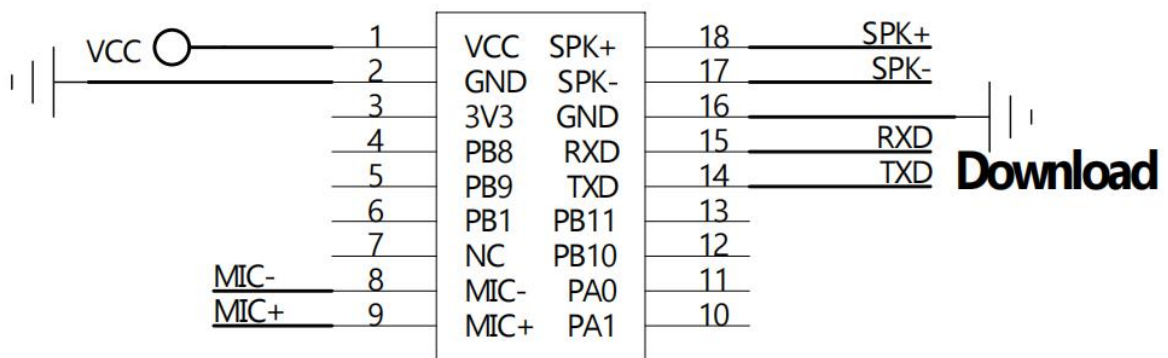 VCC 1 VCC SPK+ 18 SPK+
2 GND SPK- 17 SPK-
3 3V3 GND 16
4 PB8 RXD 15 RXD
5 PB9 TXD 14 TXD Download
6 PB1 PB11 13
7 NC PB10 12
MIC- 8 MIC- PA0 11
MIC+ 9 MIC+ PA1 10